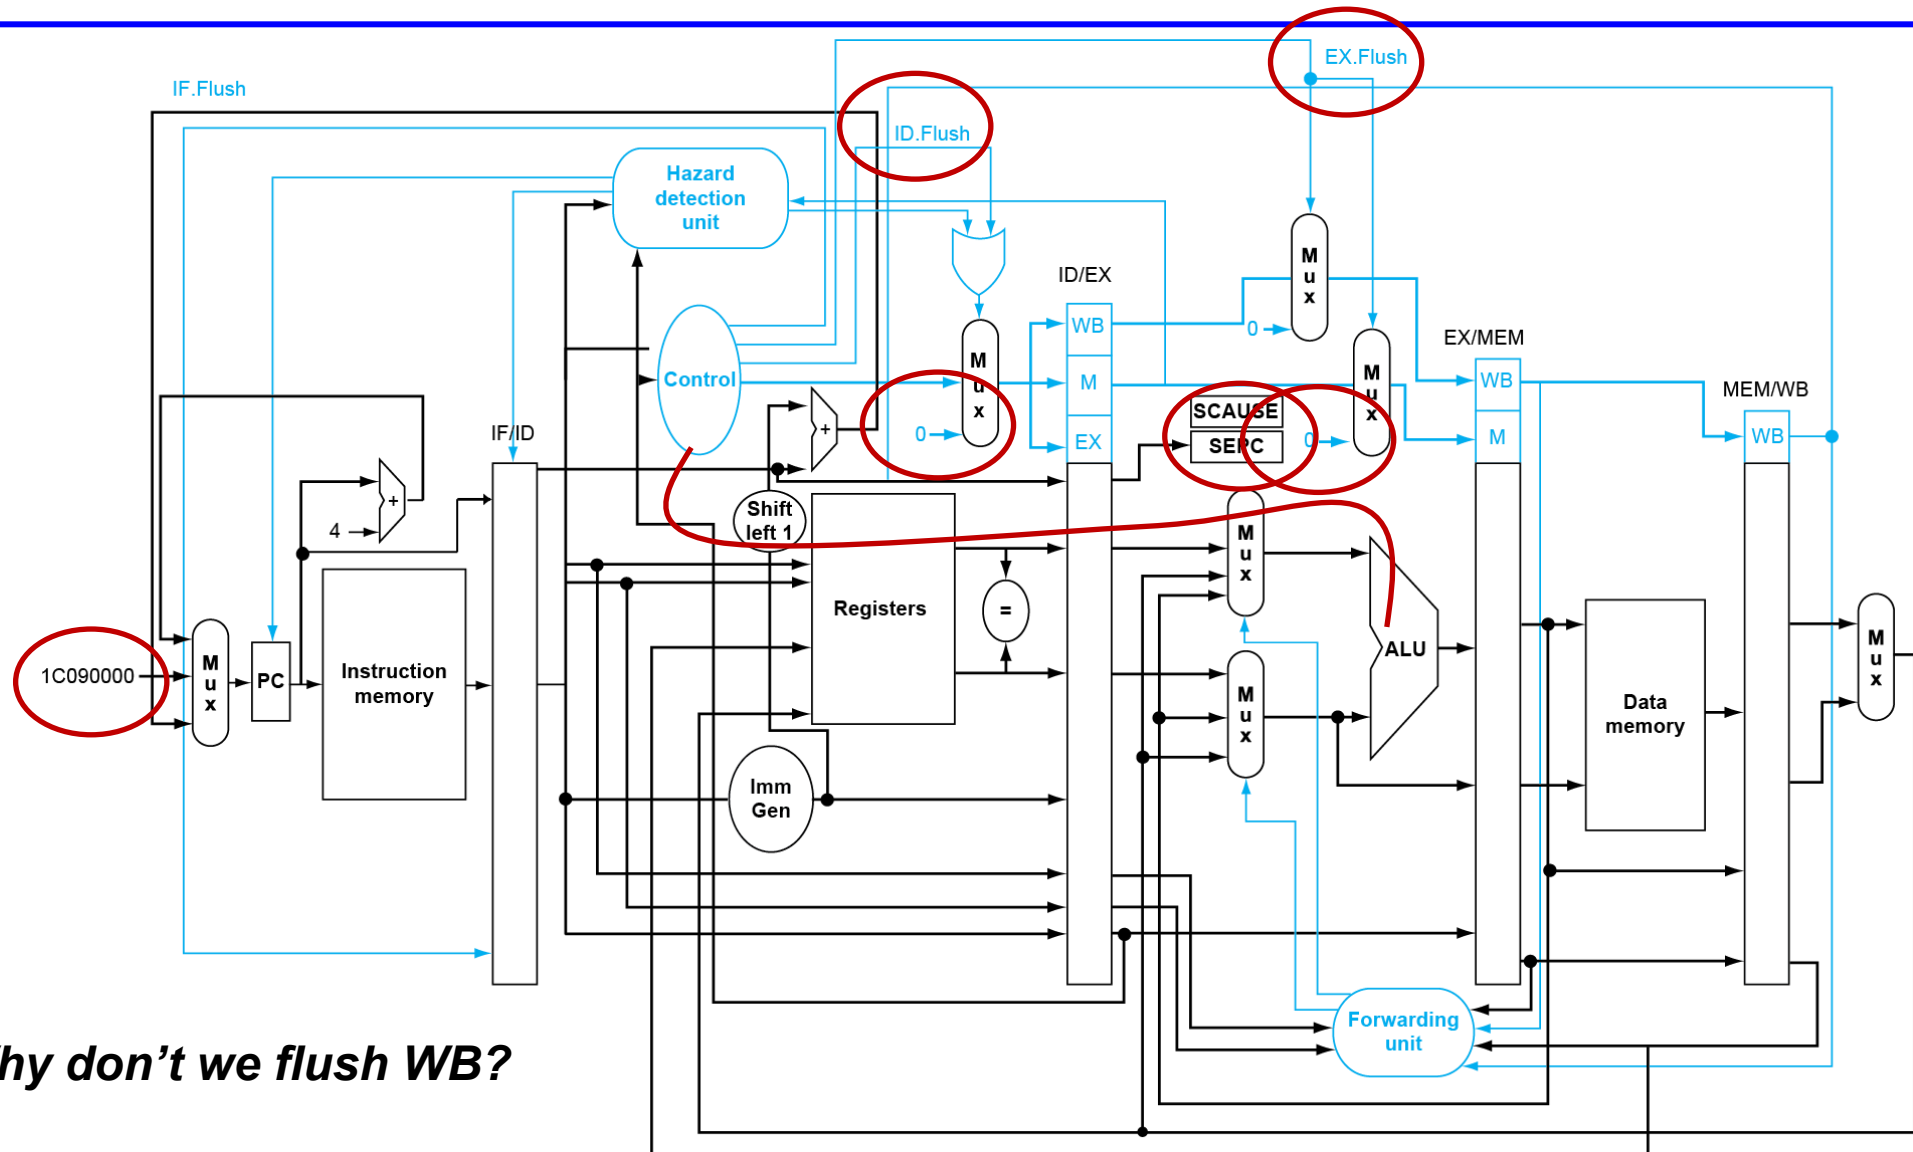 EX.Flush
IF.Flush
ID.Flush
Hazard
detection
unit
M
u
x
ID/EX
0
WB
EX/MEM
M
u
x
Control
M
M
u
x
WB
MEM/WB
SCAUSE
+
0
EX
SEPC
0
M
WB
IF/ID
+
4
Shift
left 1
M
u
x
Registers
=
1C090000
M
u
x
PC
Instruction
memory
ALU
M
u
x
Data
memory
M
u
x
Imm
Gen
Forwarding
unit
hy don't we flush WB?